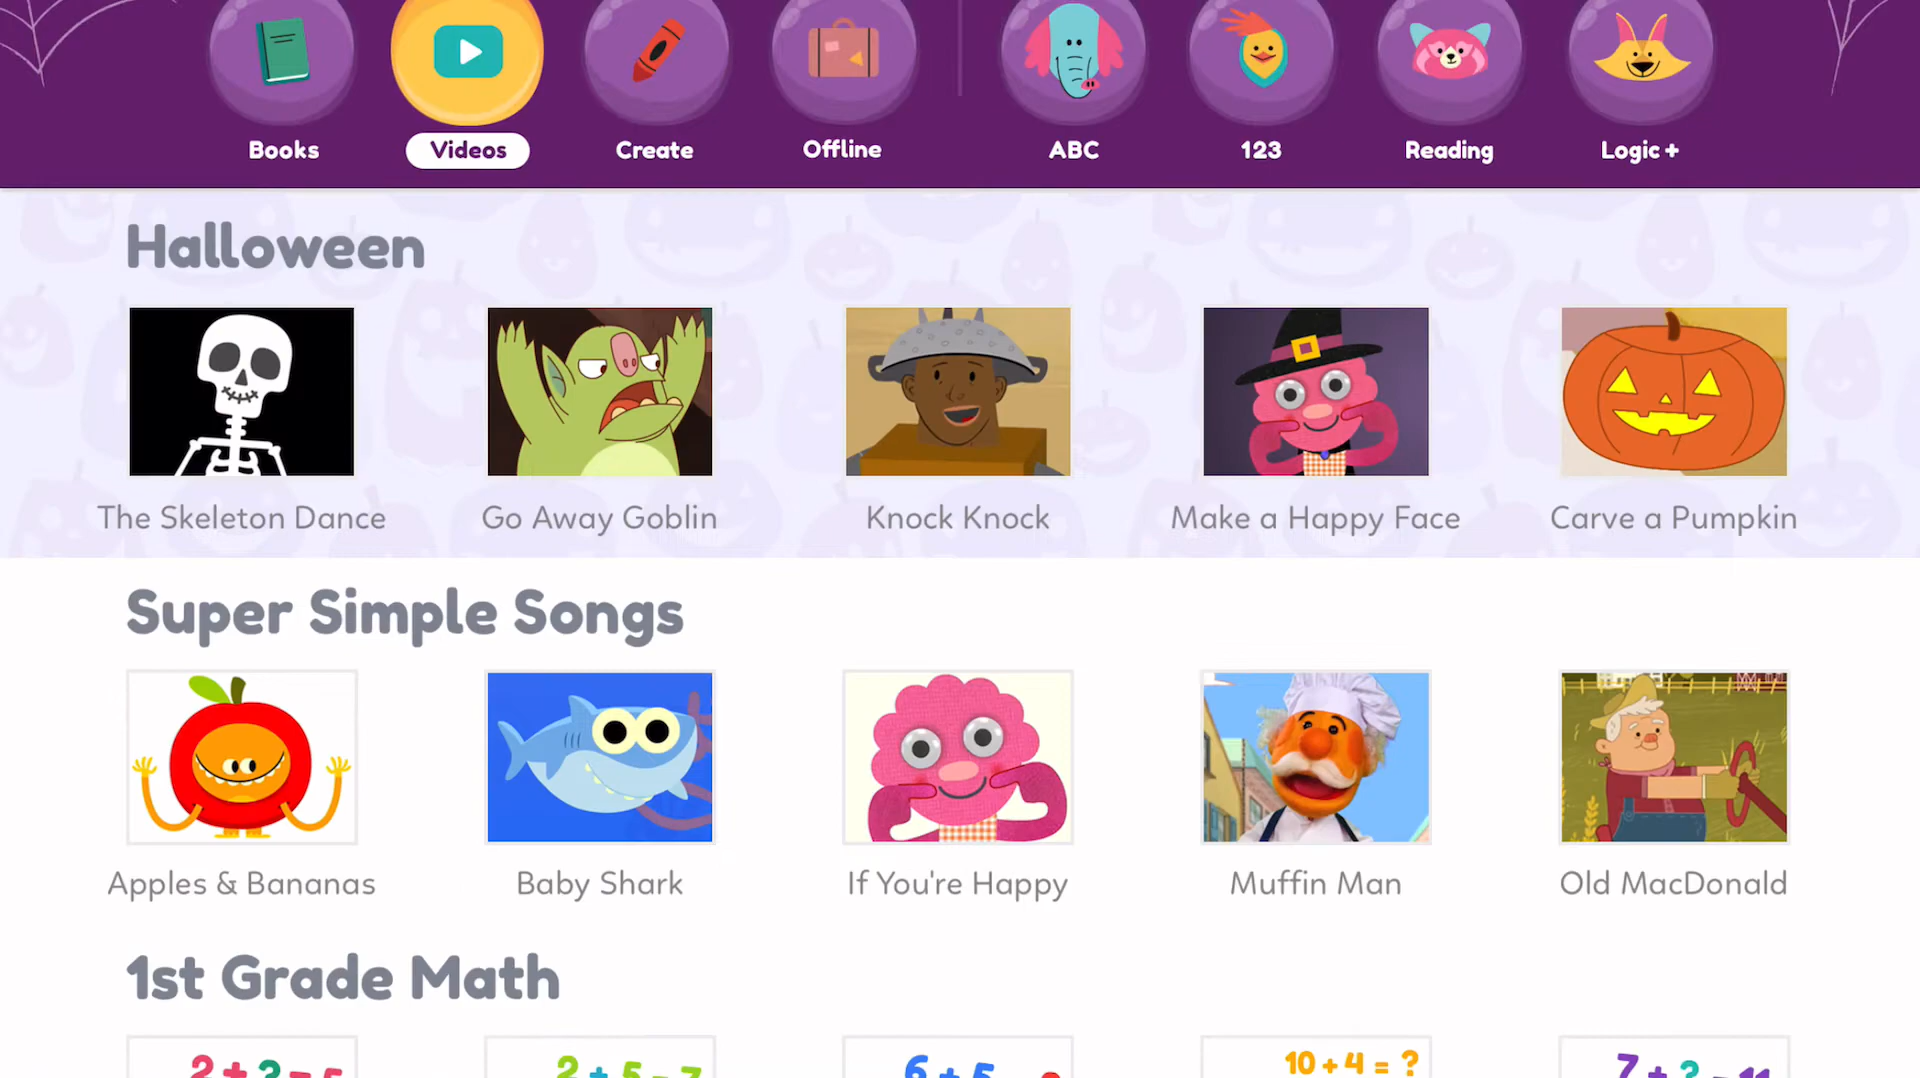 Books
Videos
Create
Offline
ABC
123
Reading
Logic +
Halloween
The Skeleton Dance
Go Away Goblin
Knock Knock
Make a Happy Face
Carve a Pumpkin
Super Simple Songs
Apples & Bananas
Baby Shark
If You're Happy
Muffin Man
Old MacDonald
1st Grade Math
10 + 4 = ?